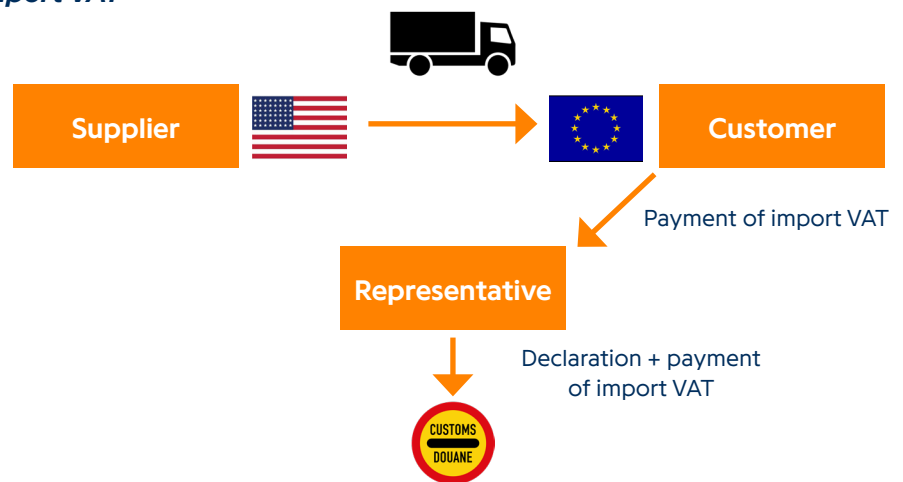 Supplier
Customer
Payment of import VAT
Representative
Declaration + payment
of import VAT
CUSTOMS
DOUANE